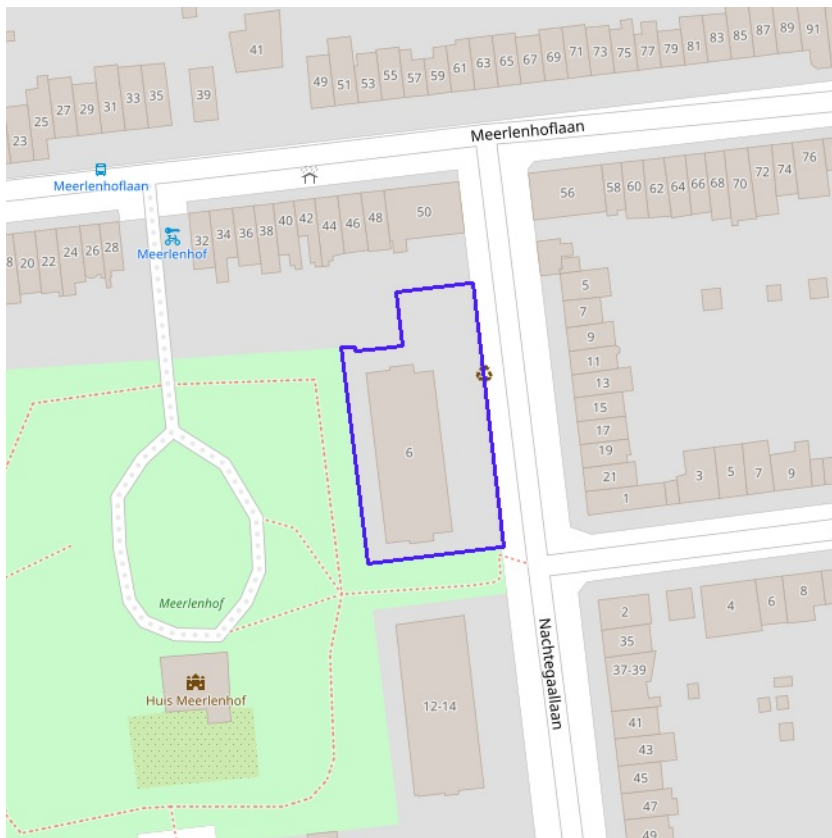 41
49 51 53 55 57 59 61 63 65 67 69 71 73 75 77 79 81 83 85 87 89 91
23 25 27 29 31 33 35 39
Meerlenhoflaan
Meerlenhoflaan
56 58 60 62 64 66 68 70 72 74 76
32 34 36 38 40 42 44 46 48 50
Meerlenhof
8 20 22 24 26 28
5
7
9
11
13
15
17
19
21
1
3 5 7 9
6
Meerlenhof
2
4 6 8
35
37-39
Nachtegaallaan
Huis Meerlenhof
12-14
41
43
45
47
49